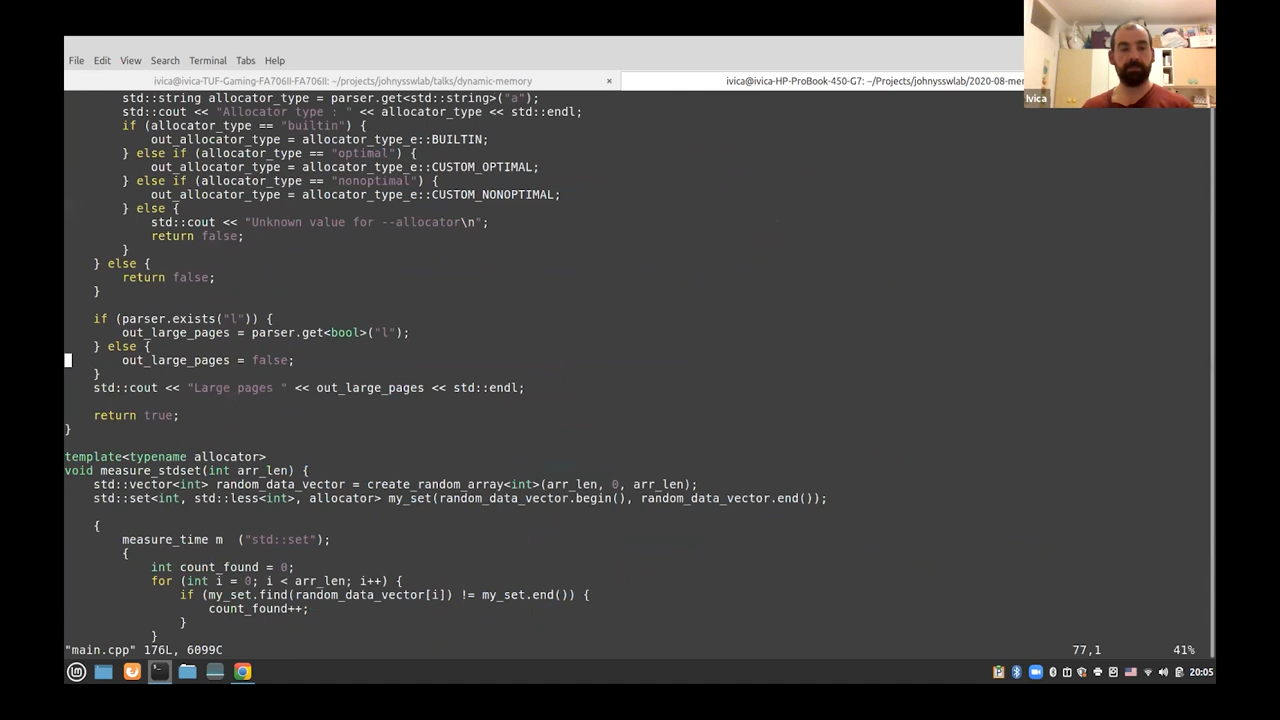 File Edit View Search Terminal Tabs Help
ivica@ivica-TUF-Gaming-FA706II-FA706II: ~/projects/johnysswlab/talks/dynamic-memory ×
ivica@ivica-HP-ProBook-450-G7: ~/Projects/johnysswlab/2020-08-mem
Ivica
    std::string allocator_type = parser.get<std::string>("a");
        std::cout << "Allocator type : " << allocator_type << std::endl;
        if (allocator_type == "builtin") {
            out_allocator_type = allocator_type_e::BUILTIN;
        } else if (allocator_type == "optimal") {
            out_allocator_type = allocator_type_e::CUSTOM_OPTIMAL;
        } else if (allocator_type == "nonoptimal") {
            out_allocator_type = allocator_type_e::CUSTOM_NONOPTIMAL;
        } else {
            std::cout << "Unknown value for --allocator\n";
            return false;
        }
    } else {
        return false;
    }
    if (parser.exists("l")) {
        out_large_pages = parser.get<bool>("l");
    } else {
        out_large_pages = false;
    }
    std::cout << "Large pages " << out_large_pages << std::endl;
    return true;
}
template<typename allocator>
void measure_stdset(int arr_len) {
    std::vector<int> random_data_vector = create_random_array<int>(arr_len, 0, arr_len);
    std::set<int, std::less<int>, allocator> my_set(random_data_vector.begin(), random_data_vector.end());
    {
        measure_time m  ("std::set");
        {
            int count_found = 0;
            for (int i = 0; i < arr_len; i++) {
                if (my_set.find(random_data_vector[i]) != my_set.end()) {
                    count_found++;
                }
            }
"main.cpp" 176L, 6099C 77,1 41%
20:05